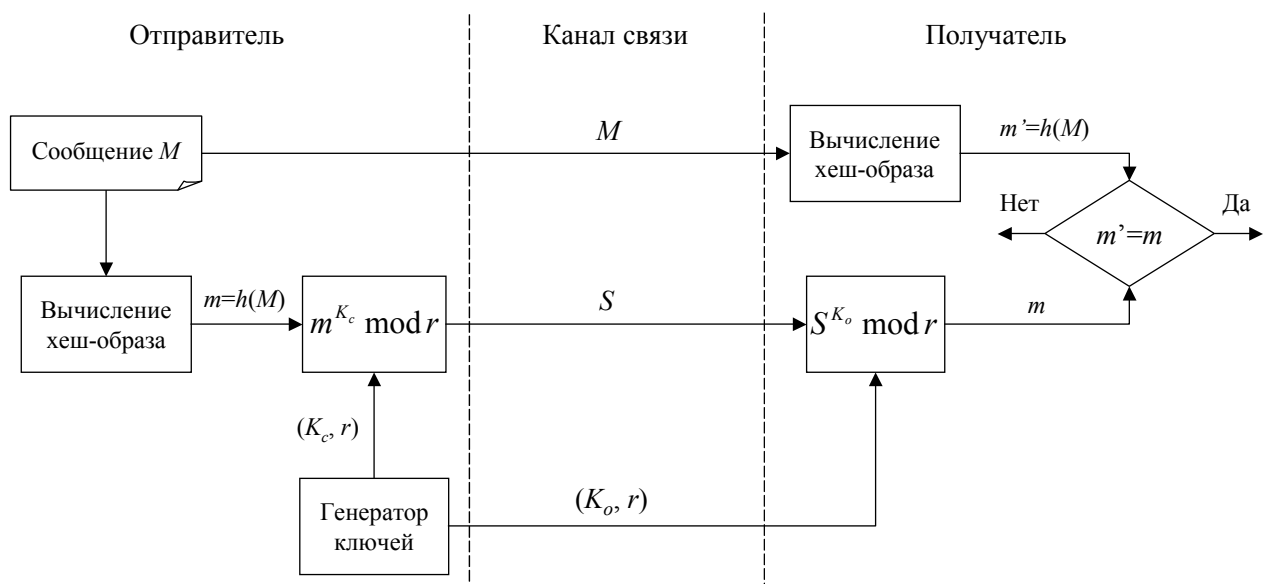 Отправитель
Канал связи
Получатель
Сообщение M
M
Вычисление
хеш-образа
m’=h(M)
Нет
Да
m’=m
Вычисление
хеш-образа
m=h(M)
m^{K_c} mod r
S
S^{K_o} mod r
m
(K_c, r)
Генератор
ключей
(K_o, r)